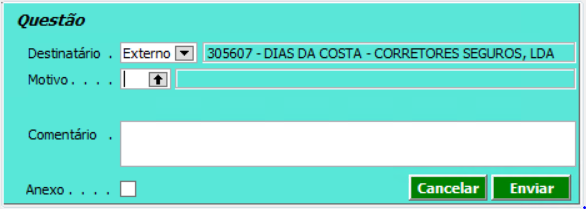 Questão
Destinatário . Externo 305607 - DIAS DA COSTA - CORRETORES SEGUROS, LDA
Motivo . . . .
Comentário .
Anexo . . . .
Cancelar Enviar